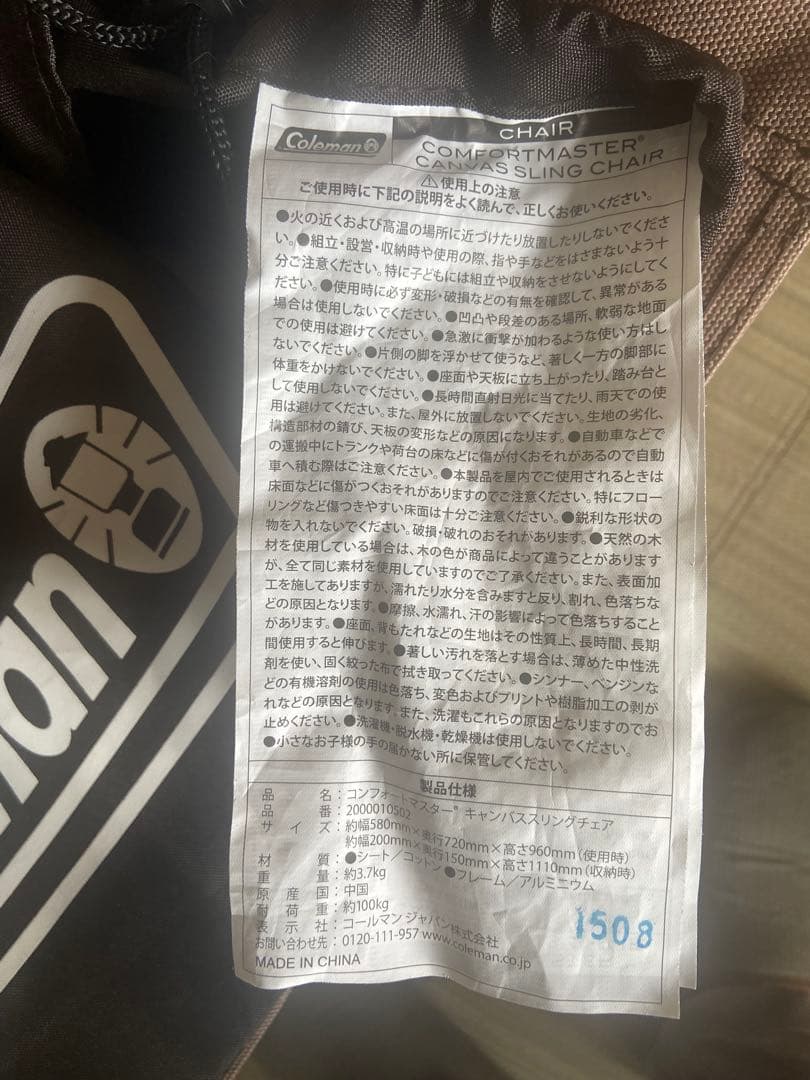 Coleman
CHAIR
COMFORTMASTER®
CANVAS SLING CHAIR
⚠使用上の注意
ご使用時に下記の説明をよく読んで、正しくお使いください。
●火の近くおよび高温の場所に近づけたり放置したりしないでくださ
い。●組立・設営・収納時や使用の際、指や手などをはさまないよう十
分ご注意ください。特に子どもには組立や収納をさせないようにしてく
ださい。●使用時に必ず変形・破損などの有無を確認して、異常がある
場合は使用しないでください。●凹凸や段差のある場所、軟弱な地面
での使用は避けてください。●急激に衝撃が加わるような使い方はし
ないでください。●片側の脚を浮かせて使うなど、著しく一方の脚部に
体重をかけないでください。●座面や天板に立ち上がったり、踏み台と
して使用しないでください。●長時間直射日光に当てたり、雨天での使
用は避けてください。また、屋外に放置しないでください。生地の劣化、
構造部材の錆び、天板の変形などの原因になります。●自動車などで
の運搬中にトランクや荷台の床などに傷が付くおそれがあるので自動
車へ積む際はご注意ください。●本製品を屋内でご使用されるときは
床面などに傷がつくおそれがありますのでご注意ください。特にフロー
リングなど傷つきやすい床面は十分ご注意ください。●鋭利な形状の
物を入れないでください。破損・破れのおそれがあります。●天然の木
材を使用している場合は、木の色が商品によって違うことがあります
が、全て同じ素材を使用していますのでご了承ください。また、表面加
工を施してありますが、濡れたり水分を含みますと反り、割れ、色落ちな
どの原因となります。●摩擦、水濡れ、汗の影響によって色落ちすること
があります。●座面、背もたれなどの生地はその性質上、長時間、長期
間使用すると伸びます。●著しい汚れを落とす場合は、薄めた中性洗
剤を使い、固く絞った布で拭き取ってください。●シンナー、ベンジンな
どの有機溶剤の使用は色落ち、変色およびプリントや樹脂加工の剥が
れなどの原因となります。また、洗濯もこれらの原因となりますのでお
止めください。●洗濯機・脱水機・乾燥機は使用しないでください。
●小さなお子様の手の届かない所に保管してください。
製品仕様
品名：コンフォートマスター® キャンバススリングチェア
品番：2000010502
サイズ：約幅580mm×奥行720mm×高さ960mm(使用時)
約幅200mm×奥行150mm×高さ1110mm(収納時)
材質：●シート／コットン ●フレーム／アルミニウム
重量：約3.7kg
原産国：中国
耐荷重：約100kg
表示社：コールマン ジャパン株式会社
お問い合わせ先：0120-111-957 www.coleman.co.jp
MADE IN CHINA
1508
man